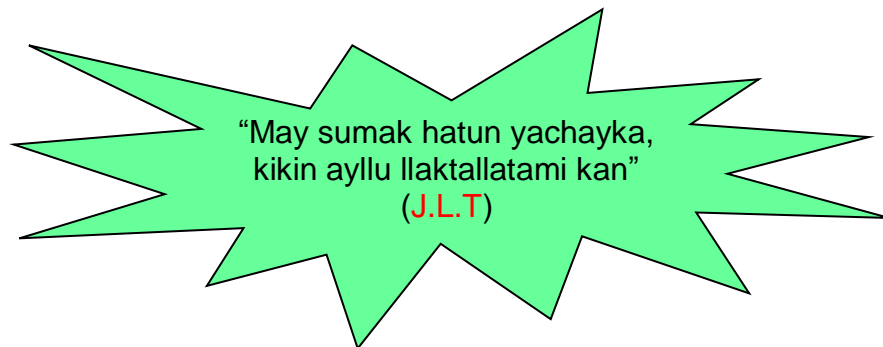 “May sumak hatun yachayka,
kikin ayllu llaktallatami kan”
(J.L.T)